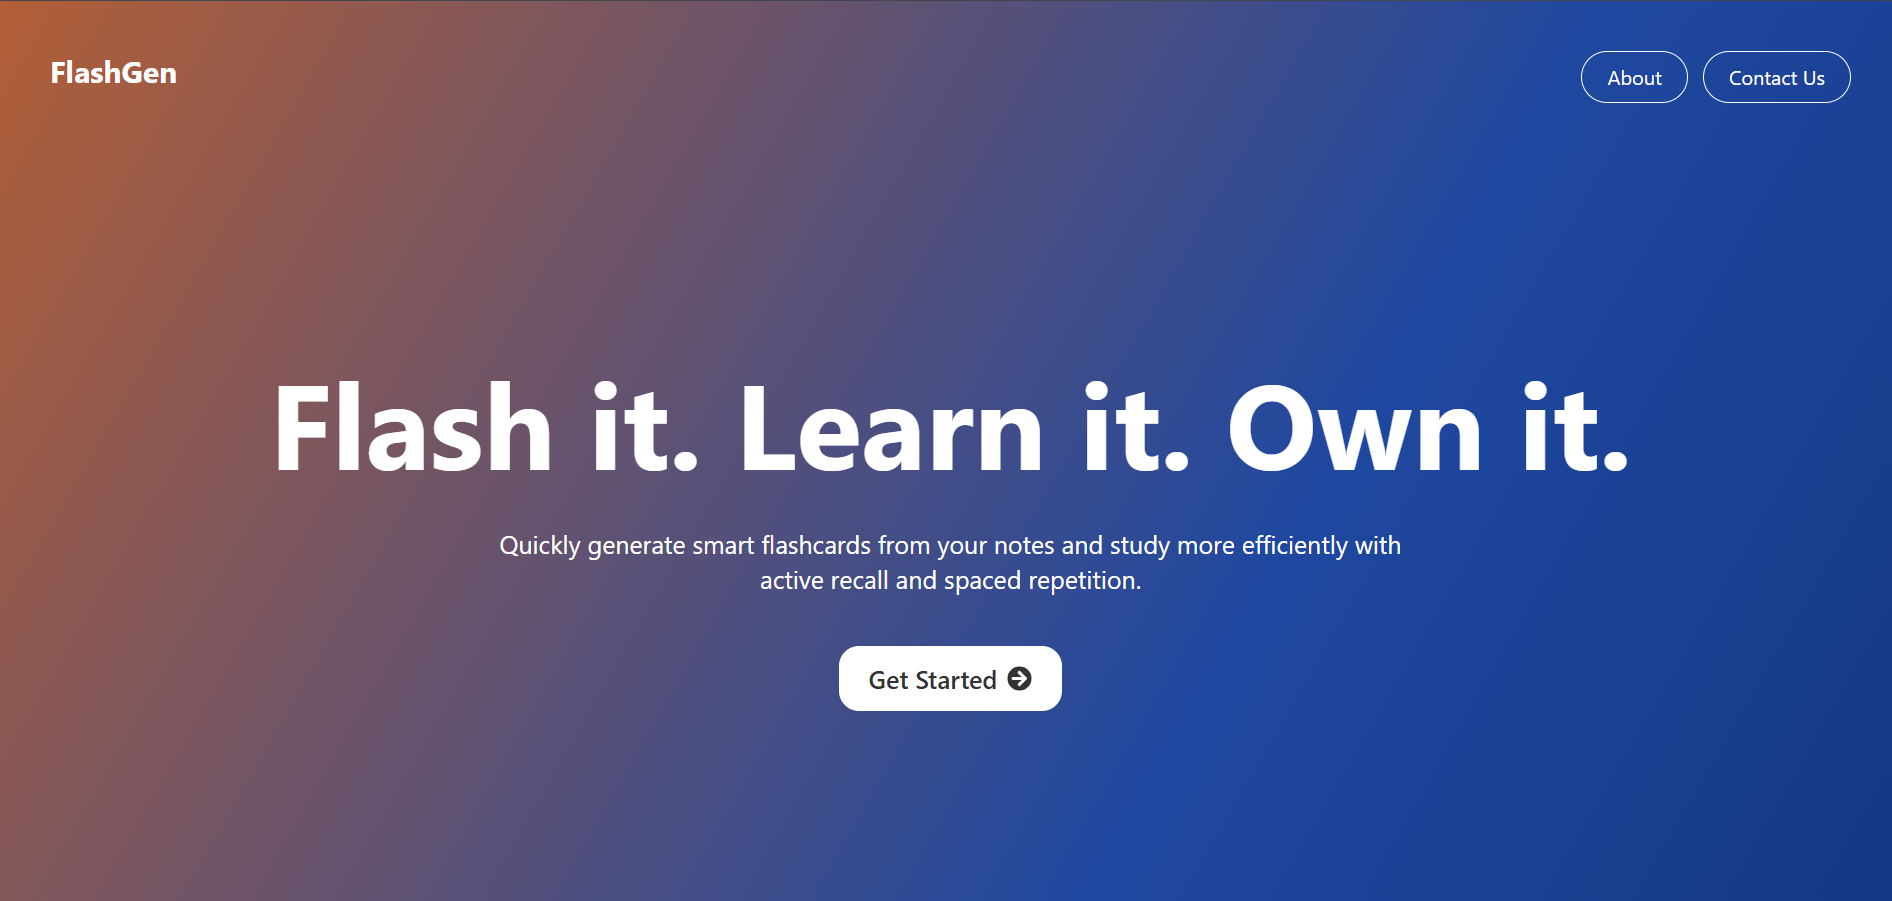 FlashGen
About
Contact Us
Flash it. Learn it. Own it.
Quickly generate smart flashcards from your notes and study more efficiently with
active recall and spaced repetition.
Get Started